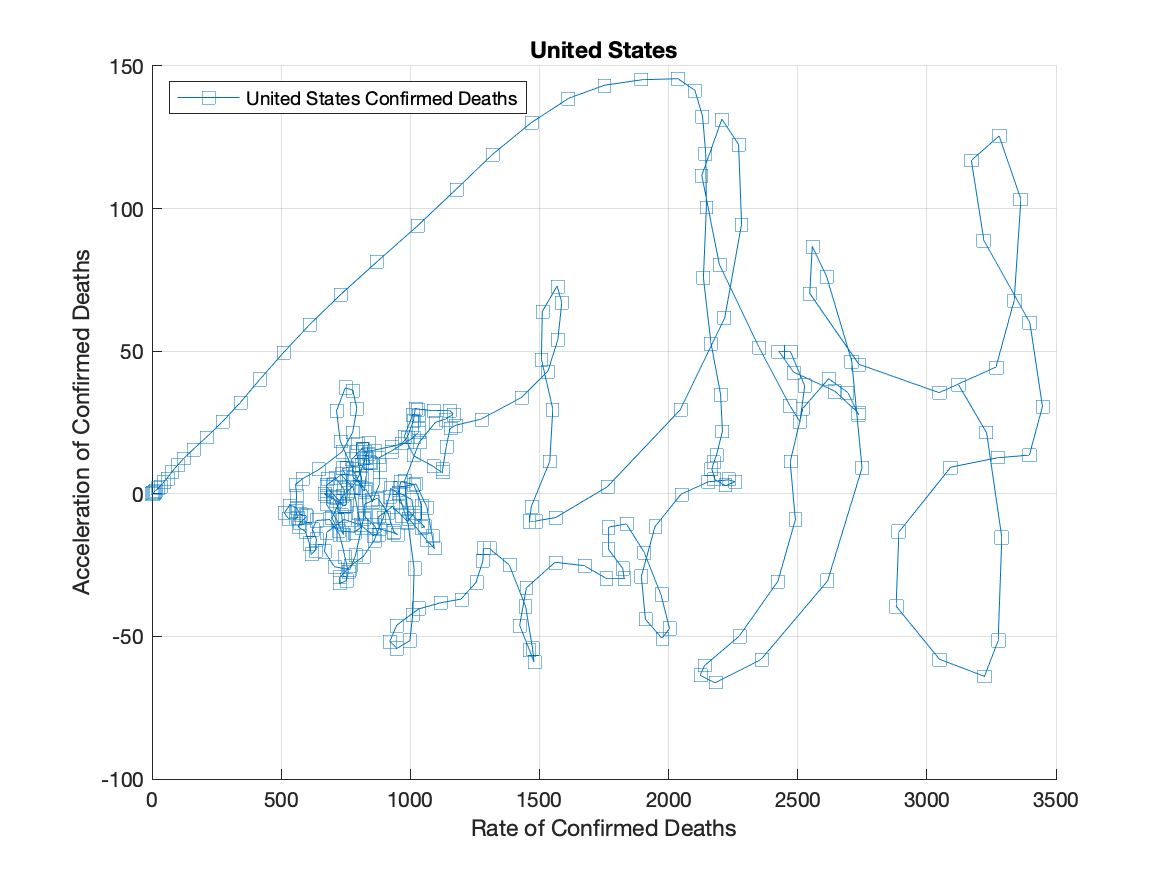 United States
150
United States Confirmed Deaths
100
50
0
-50
-100
Acceleration of Confirmed Deaths
0 500 1000 1500 2000 2500 3000 3500
Rate of Confirmed Deaths